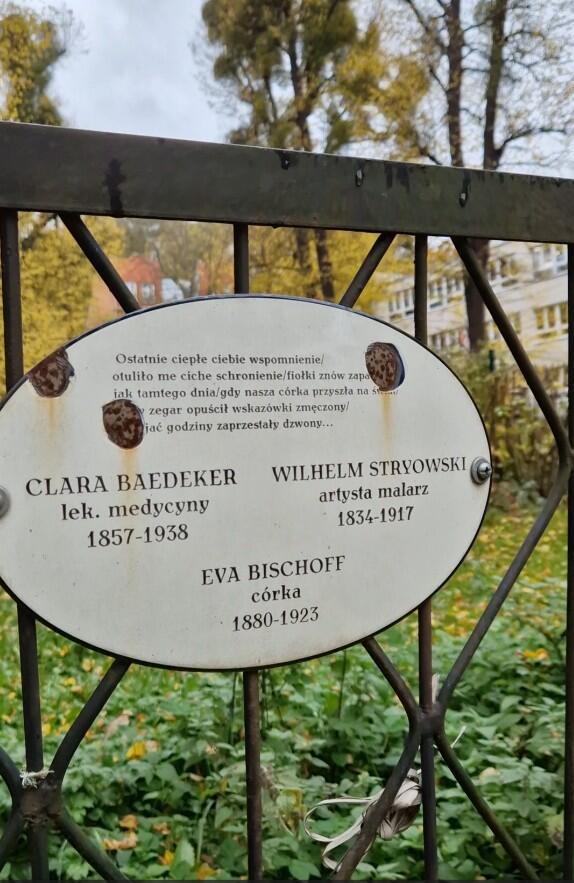 Ostatnie ciepłe ciebie wspomnienie/
otuliło me ciche schronienie/fiołki znów
jak tamtego dnia/gdy nasza córka przyszła na
zegar opuścił wskazówki zmęczony/
godziny zaprzestały dzwony...
CLARA BAEDEKER
lek. medycyny
1857-1938
WILHELM STRYOWSKI
artysta malarz
1834-1917
EVA BISCHOFF
córka
1880-1923